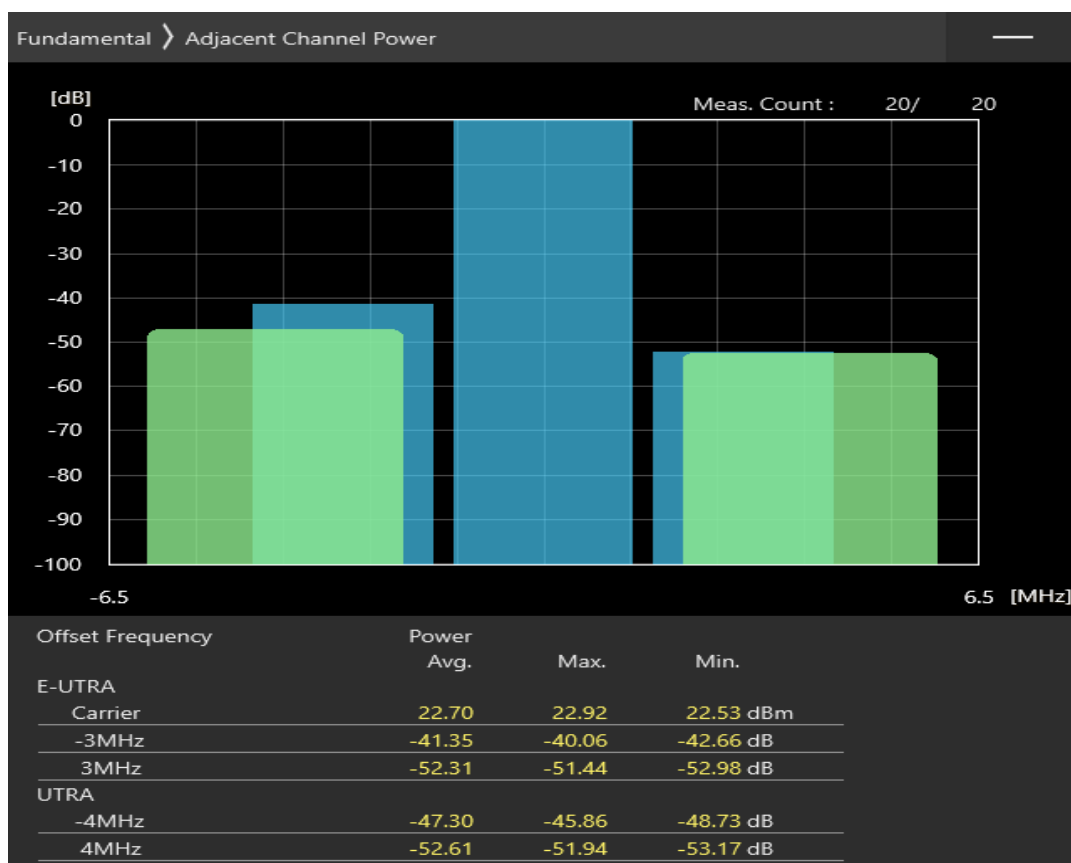 Fundamental 〉 Adjacent Channel Power
[dB]
Meas. Count : 20/ 20
0
-10
-20
-30
-40
-50
-60
-70
-80
-90
-100
-6.5 6.5 [MHz]
Offset Frequency Power
Avg. Max. Min.
E-UTRA
Carrier 22.70 22.92 22.53 dBm
-3MHz -41.35 -40.06 -42.66 dB
3MHz -52.31 -51.44 -52.98 dB
UTRA
-4MHz -47.30 -45.86 -48.73 dB
4MHz -52.61 -51.94 -53.17 dB